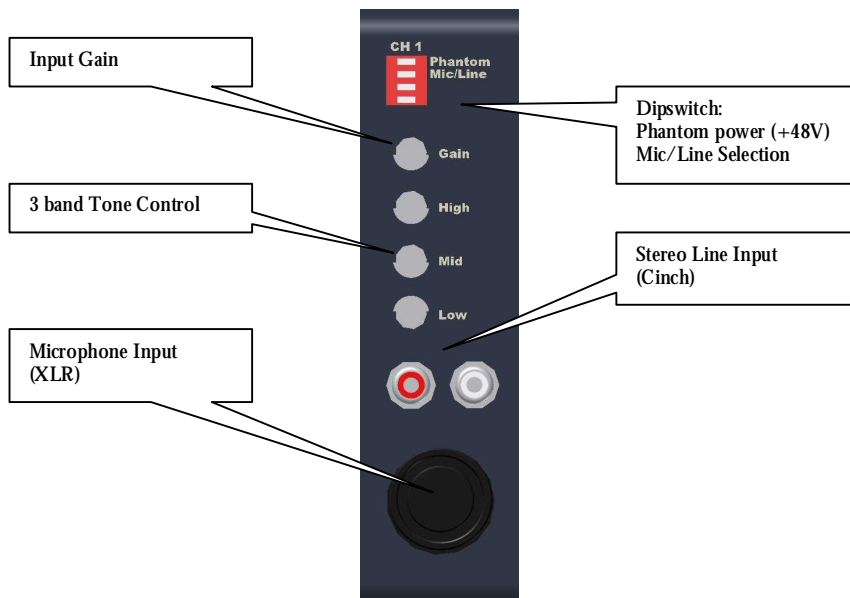 Input Gain
CH 1
Phantom
Mic/Line
Dipswitch:
Phantom power (+48V)
Mic/Line Selection
Gain
3 band Tone Control
High
Mid
Stereo Line Input
(Cinch)
Low
Microphone Input
(XLR)